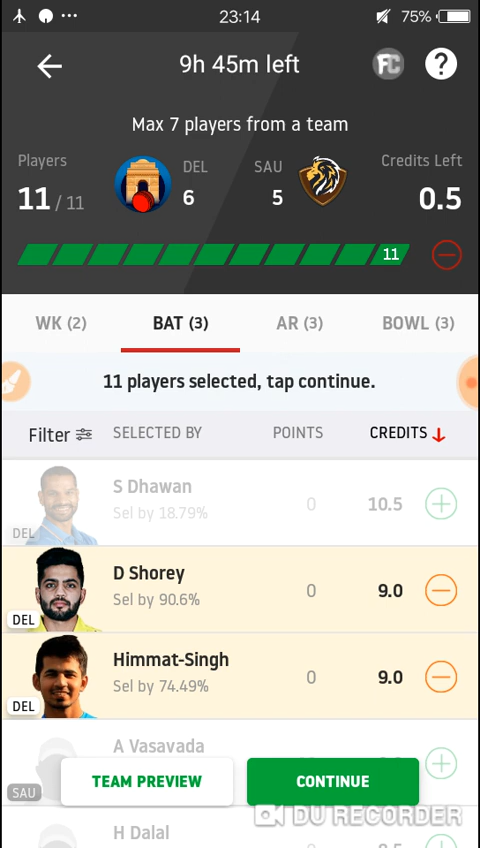 23:14
75%
9h 45m left
FC
?
Max 7 players from a team
Players
DEL
SAU
Credits Left
11 / 11
6
5
0.5
11
WK (2)
BAT (3)
AR (3)
BOWL (3)
11 players selected, tap continue.
Filter
SELECTED BY
POINTS
CREDITS
S Dhawan
Sel by 18.79%
0
10.5
DEL
D Shorey
Sel by 90.6%
0
9.0
DEL
Himmat-Singh
Sel by 74.49%
0
9.0
DEL
A Vasavada
SAU
TEAM PREVIEW
CONTINUE
DU RECORDER
H Dalal